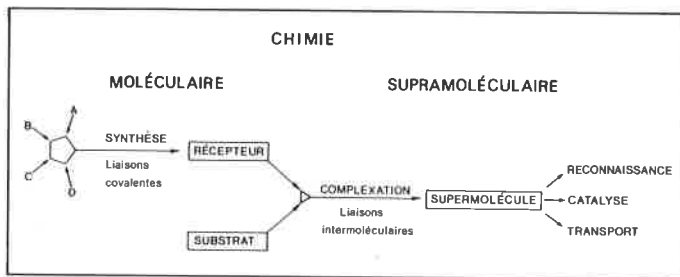 CHIMIE
MOLÉCULAIRE
SUPRAMOLÉCULAIRE
A
B
C
D
SYNTHÈSE
Liaisons
covalentes
RÉCEPTEUR
SUBSTRAT
COMPLEXATION
Liaisons
intermoléculaires
SUPERMOLÉCULE
RECONNAISSANCE
CATALYSE
TRANSPORT